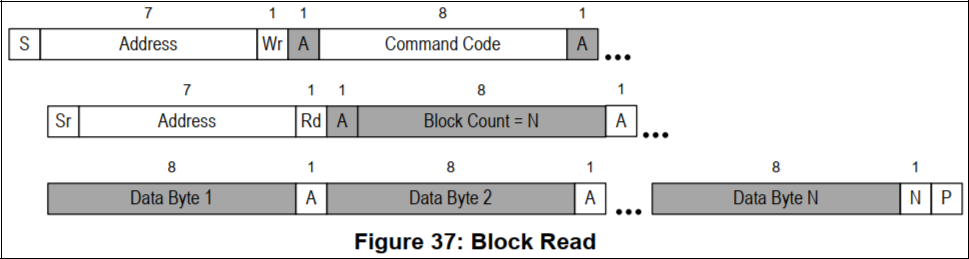 7 1 1 8 1
S Address Wr A Command Code A ...
7 1 1 8 1
Sr Address Rd A Block Count = N A ...
8 1 8 1 8 1
Data Byte 1 A Data Byte 2 A ... Data Byte N N P
Figure 37: Block Read